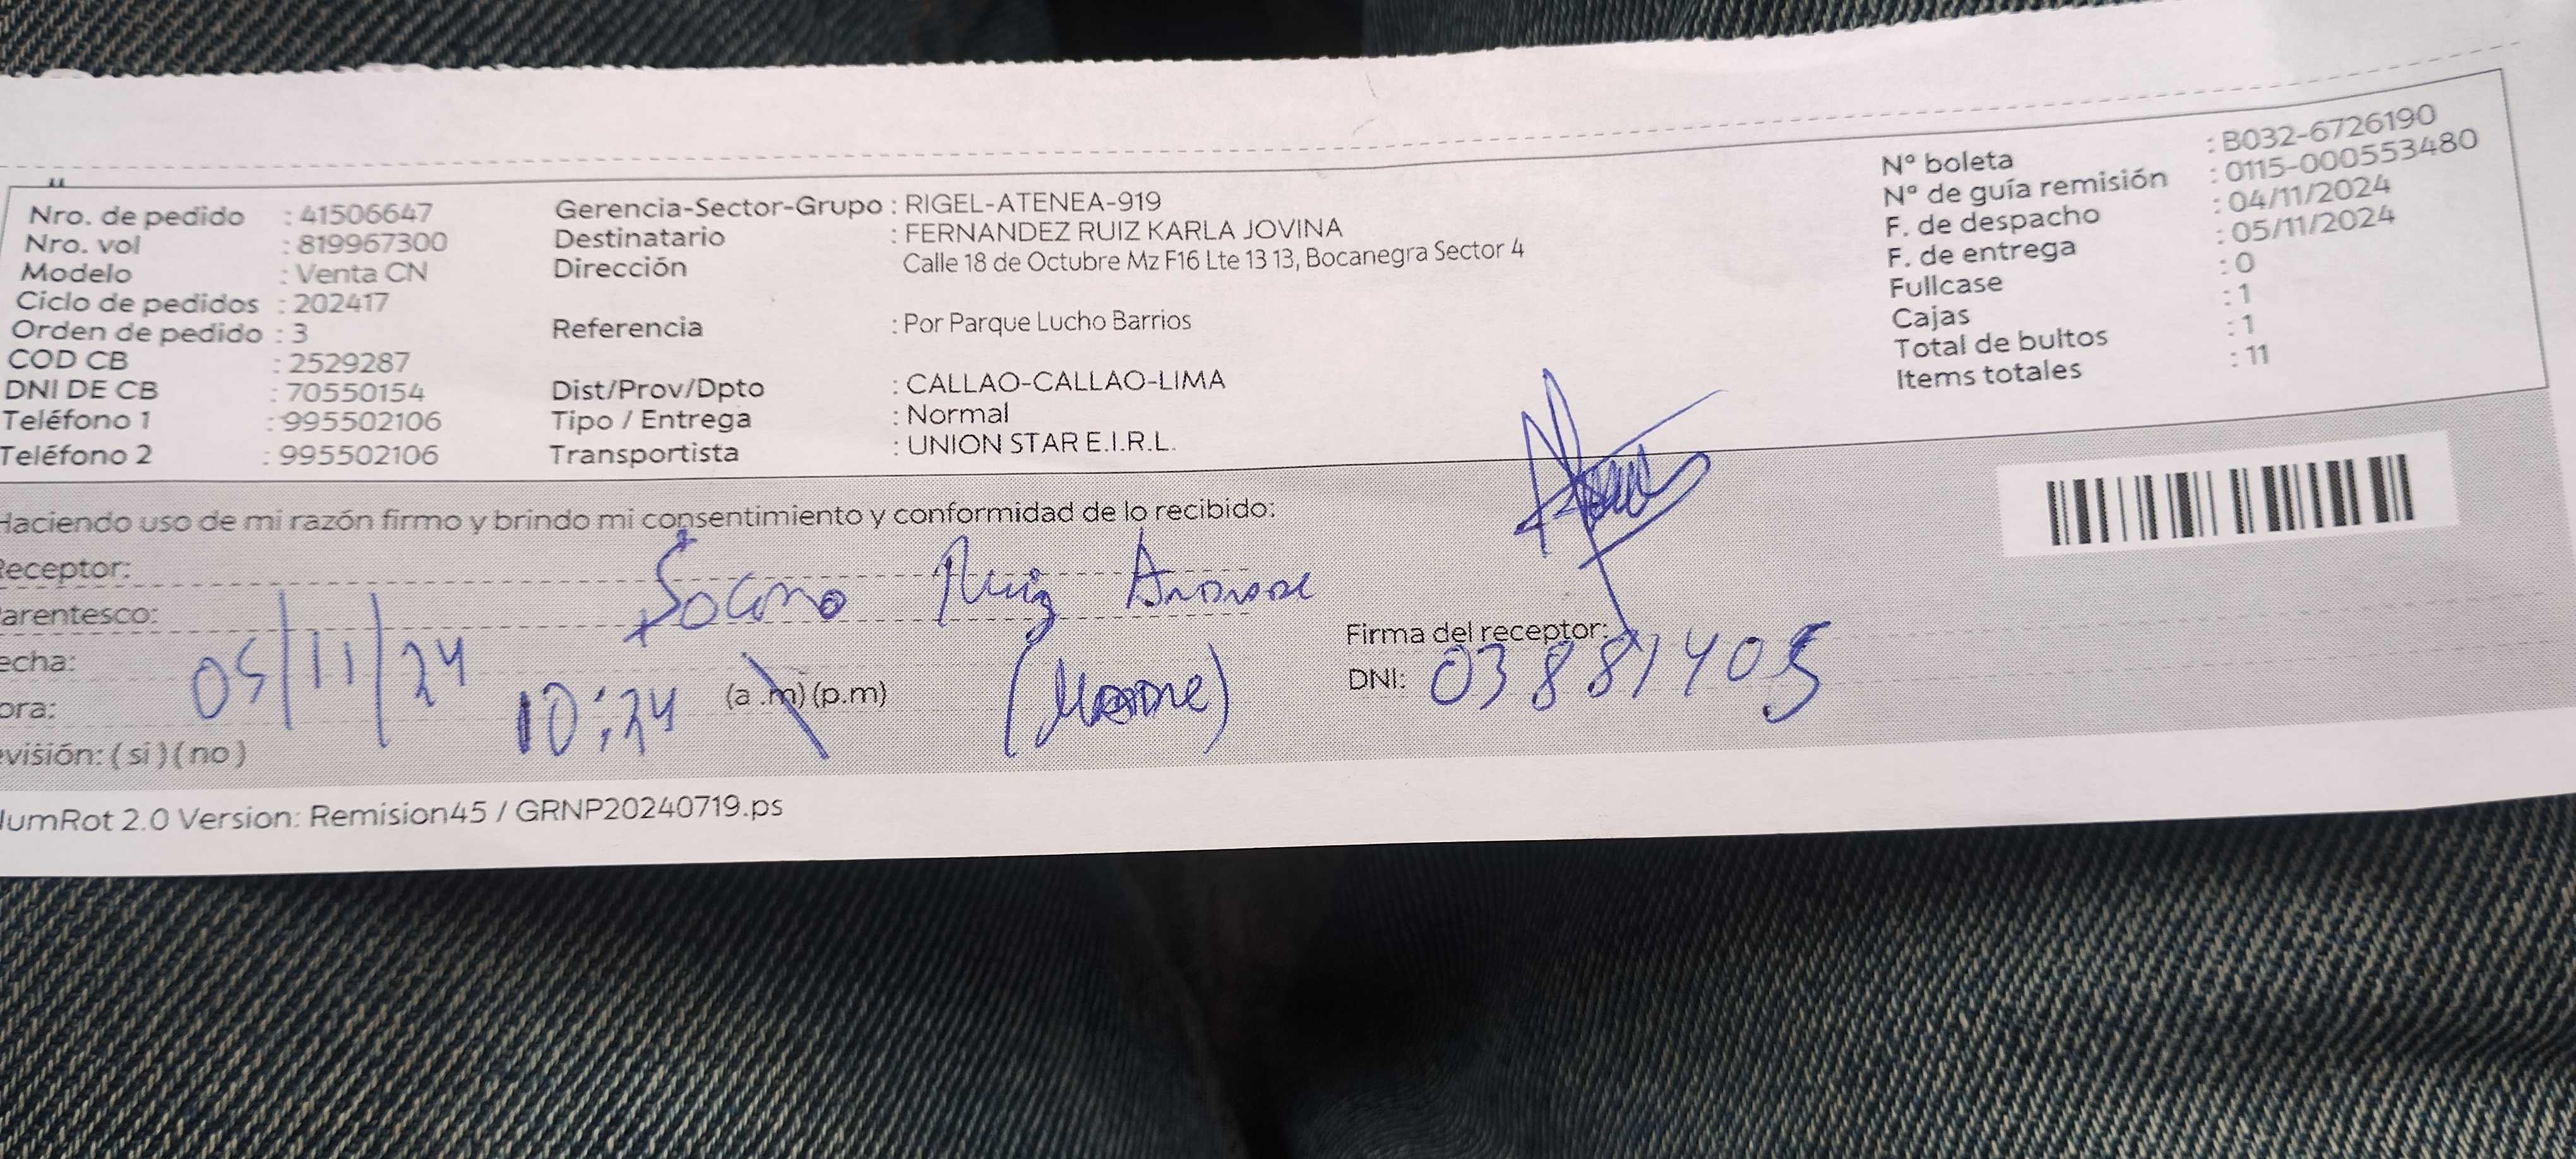 Nro. de pedido : 41506647
Nro. vol : 819967300
Modelo : Venta CN
Ciclo de pedidos : 202417
Orden de pedido : 3
COD CB : 2529287
DNI DE CB : 70550154
Teléfono 1 : 995502106
Teléfono 2 : 995502106
Gerencia-Sector-Grupo : RIGEL-ATENEA-919
Destinatario : FERNANDEZ RUIZ KARLA JOVINA
Dirección Calle 18 de Octubre Mz F16 Lte 13 13, Bocanegra Sector 4
Referencia : Por Parque Lucho Barrios
Dist/Prov/Dpto : CALLAO-CALLAO-LIMA
Tipo / Entrega : Normal
Transportista : UNION STAR E.I.R.L.
N° boleta : B032-6726190
N° de guía remisión : 0115-000553480
F. de despacho : 04/11/2024
F. de entrega : 05/11/2024
Fullcase : 0
Cajas : 1
Total de bultos : 1
Items totales : 11
Haciendo uso de mi razón firmo y brindo mi consentimiento y conformidad de lo recibido:
Receptor: Ruiz
arentesco:
echa: 05/11/24
ora: 10:24 (a .m) (p.m) (Madre)
Firma del receptor:
DNI: 03881405
evisión: ( si ) ( no )
umRot 2.0 Version: Remision45 / GRNP20240719.ps